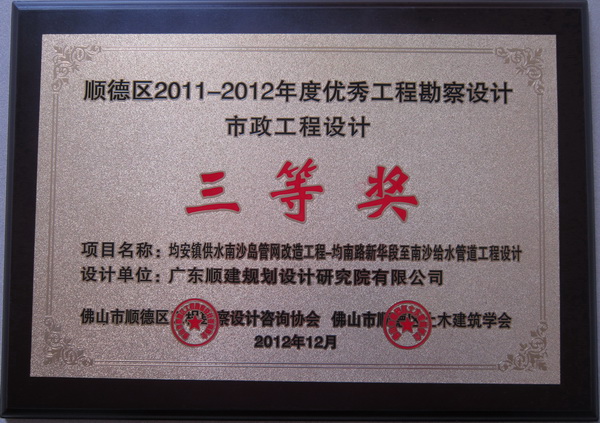 顺德区2011-2012年度优秀工程勘察设计
市政工程设计
三等奖
项目名称：均安镇供水南沙岛管网改造工程-均南路新华段至南沙给水管道工程设计
设计单位：广东顺建规划设计研究院有限公司
佛山市顺德区 察设计咨询协会 佛山市顺 土木建筑学会
2012年12月